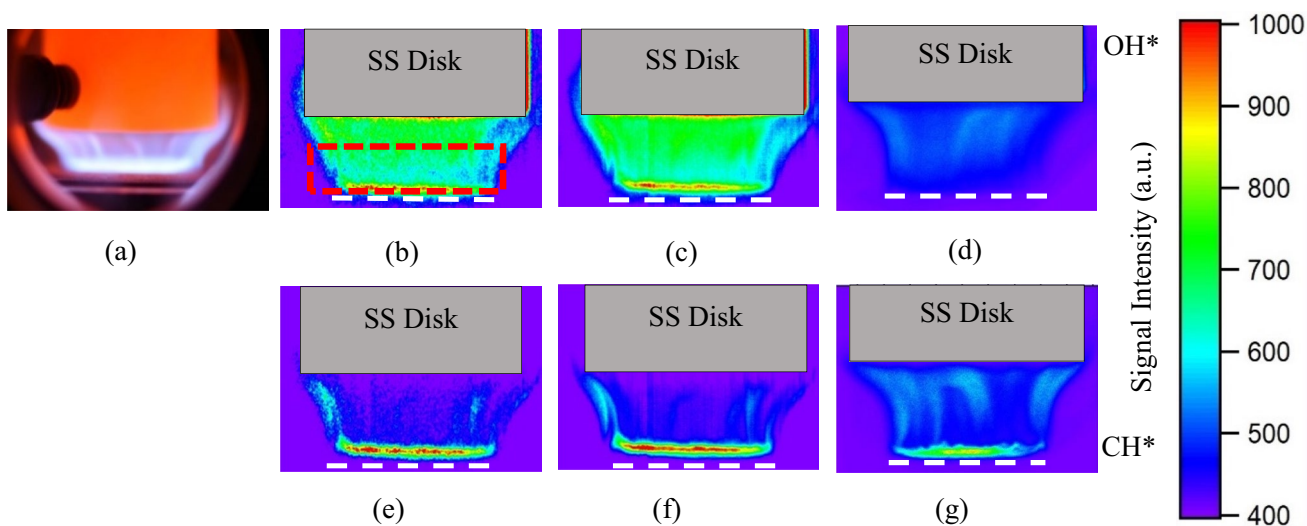 SS Disk
SS Disk
SS Disk
OH*
(a)
(b)
(c)
(d)
SS Disk
SS Disk
SS Disk
CH*
(e)
(f)
(g)
Signal Intensity (a.u.)
1000
900
800
700
600
500
400